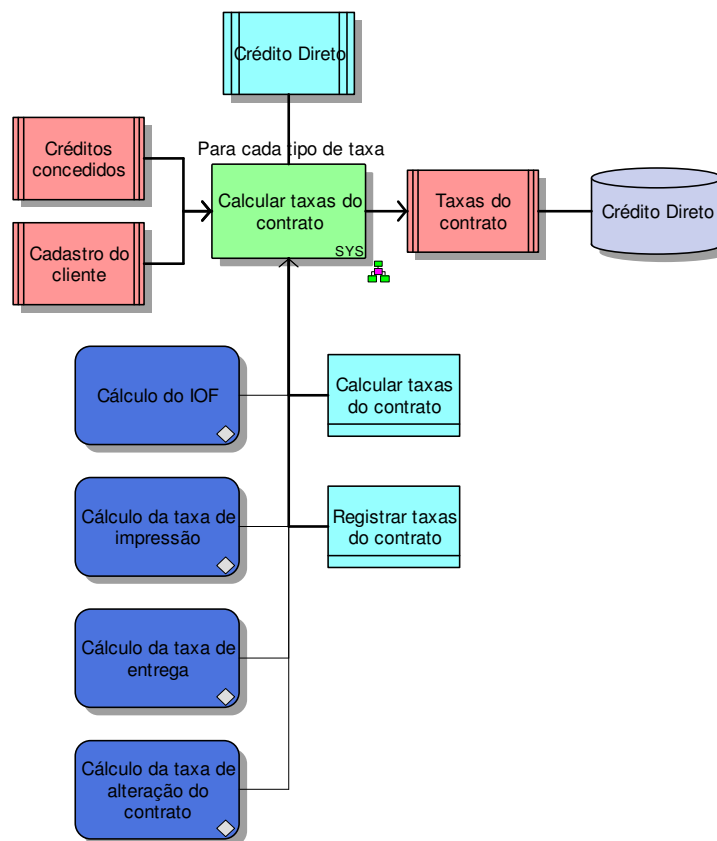 Crédito Direto
Para cada tipo de taxa
Créditos
concedidos
Calcular taxas do
contrato
SYS
Taxas do
contrato
Crédito Direto
Cadastro do
cliente
Cálculo do IOF
Calcular taxas
do contrato
Cálculo da taxa de
impressão
Registrar taxas
do contrato
Cálculo da taxa de
entrega
Cálculo da taxa de
alteração do
contrato